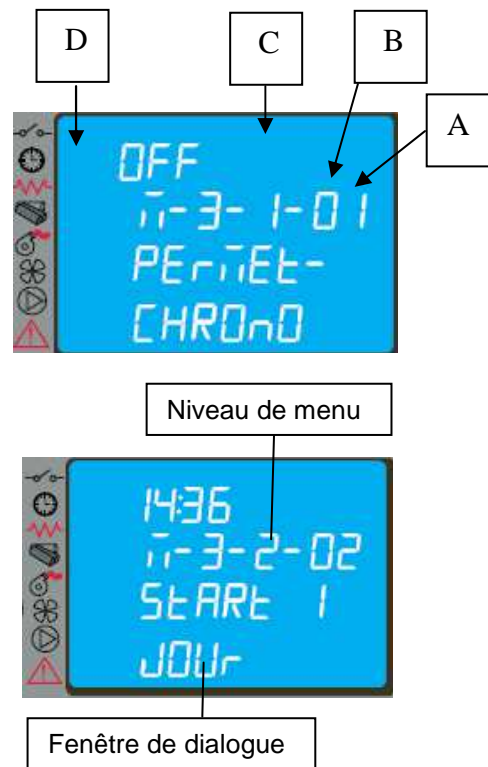 D C B
A
OFF
m-3-1-01
PErmEt-
CHROnO
Niveau de menu
14:36
m-3-2-02
StARt 1
JOUr
Fenêtre de dialogue